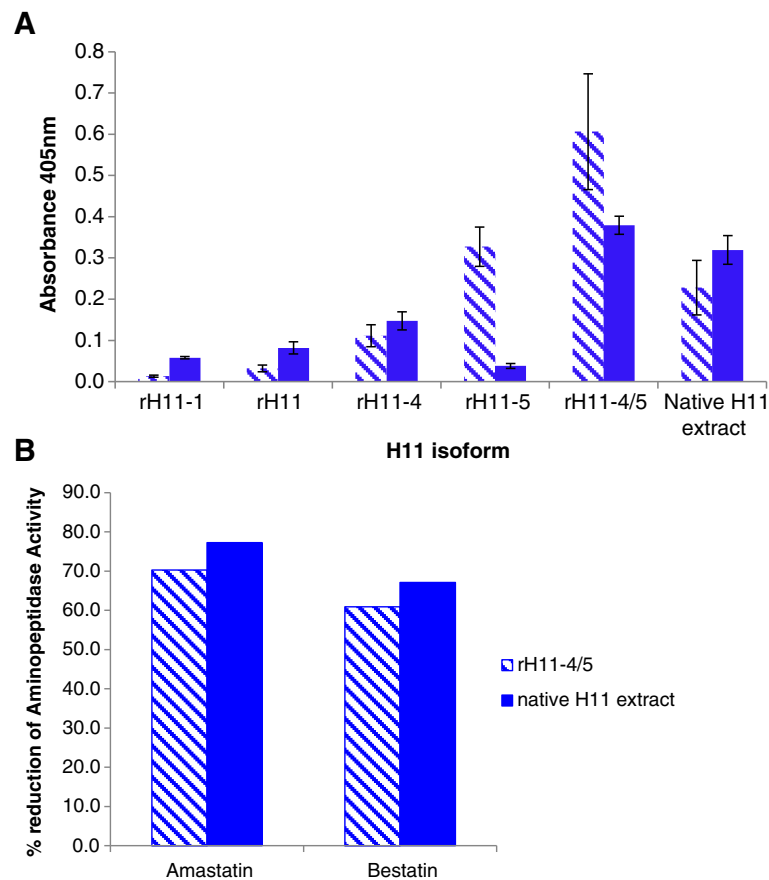 A
Absorbance 405nm
0.8
0.7
0.6
0.5
0.4
0.3
0.2
0.1
0.0
rH11-1
rH11
rH11-4
rH11-5
rH11-4/5
Native H11
extract
H11 isoform
B
% reduction of Aminopeptidase Activity
90.0
80.0
70.0
60.0
50.0
40.0
30.0
20.0
10.0
0.0
Amastatin
Bestatin
rH11-4/5
native H11 extract